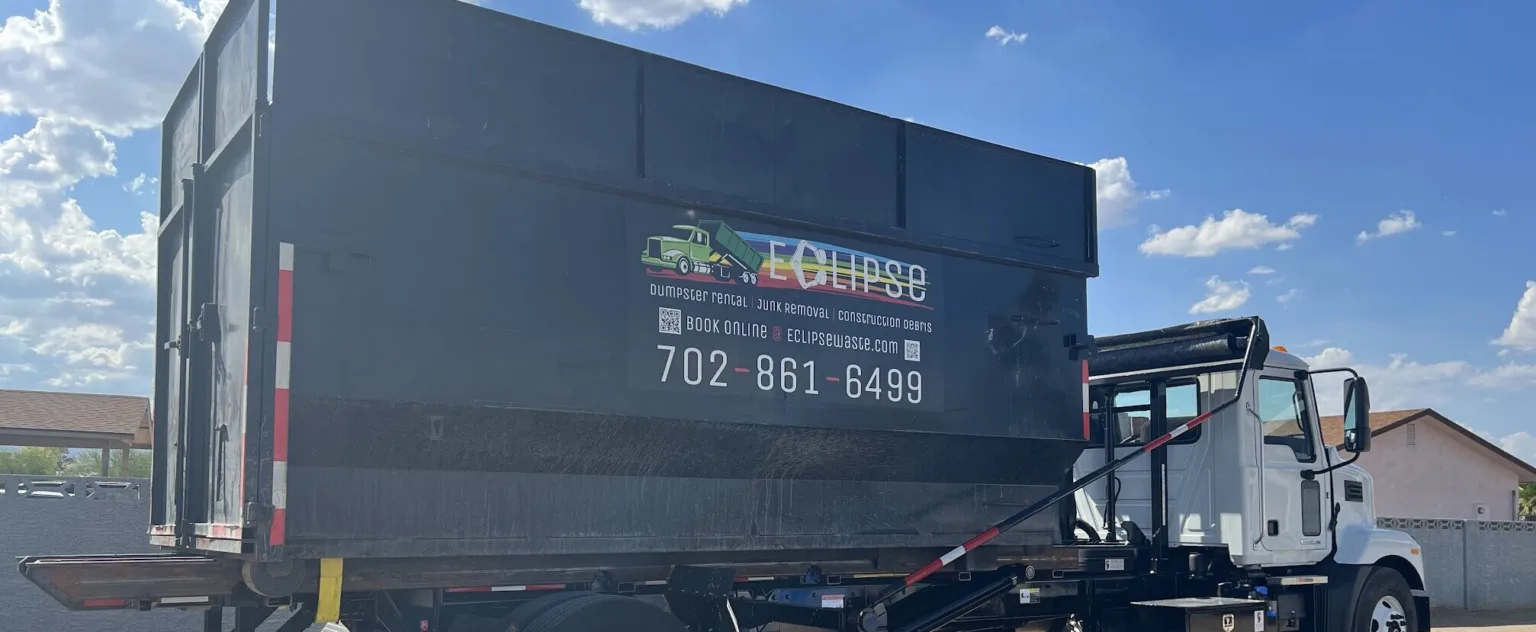 ECLIPSE
DUMPSTER RENTAL | JUNK REMOVAL | CONSTRUCTION DEBRIS
BOOK ONLINE @ ECLIPSEWASTE.COM
702-861-6499